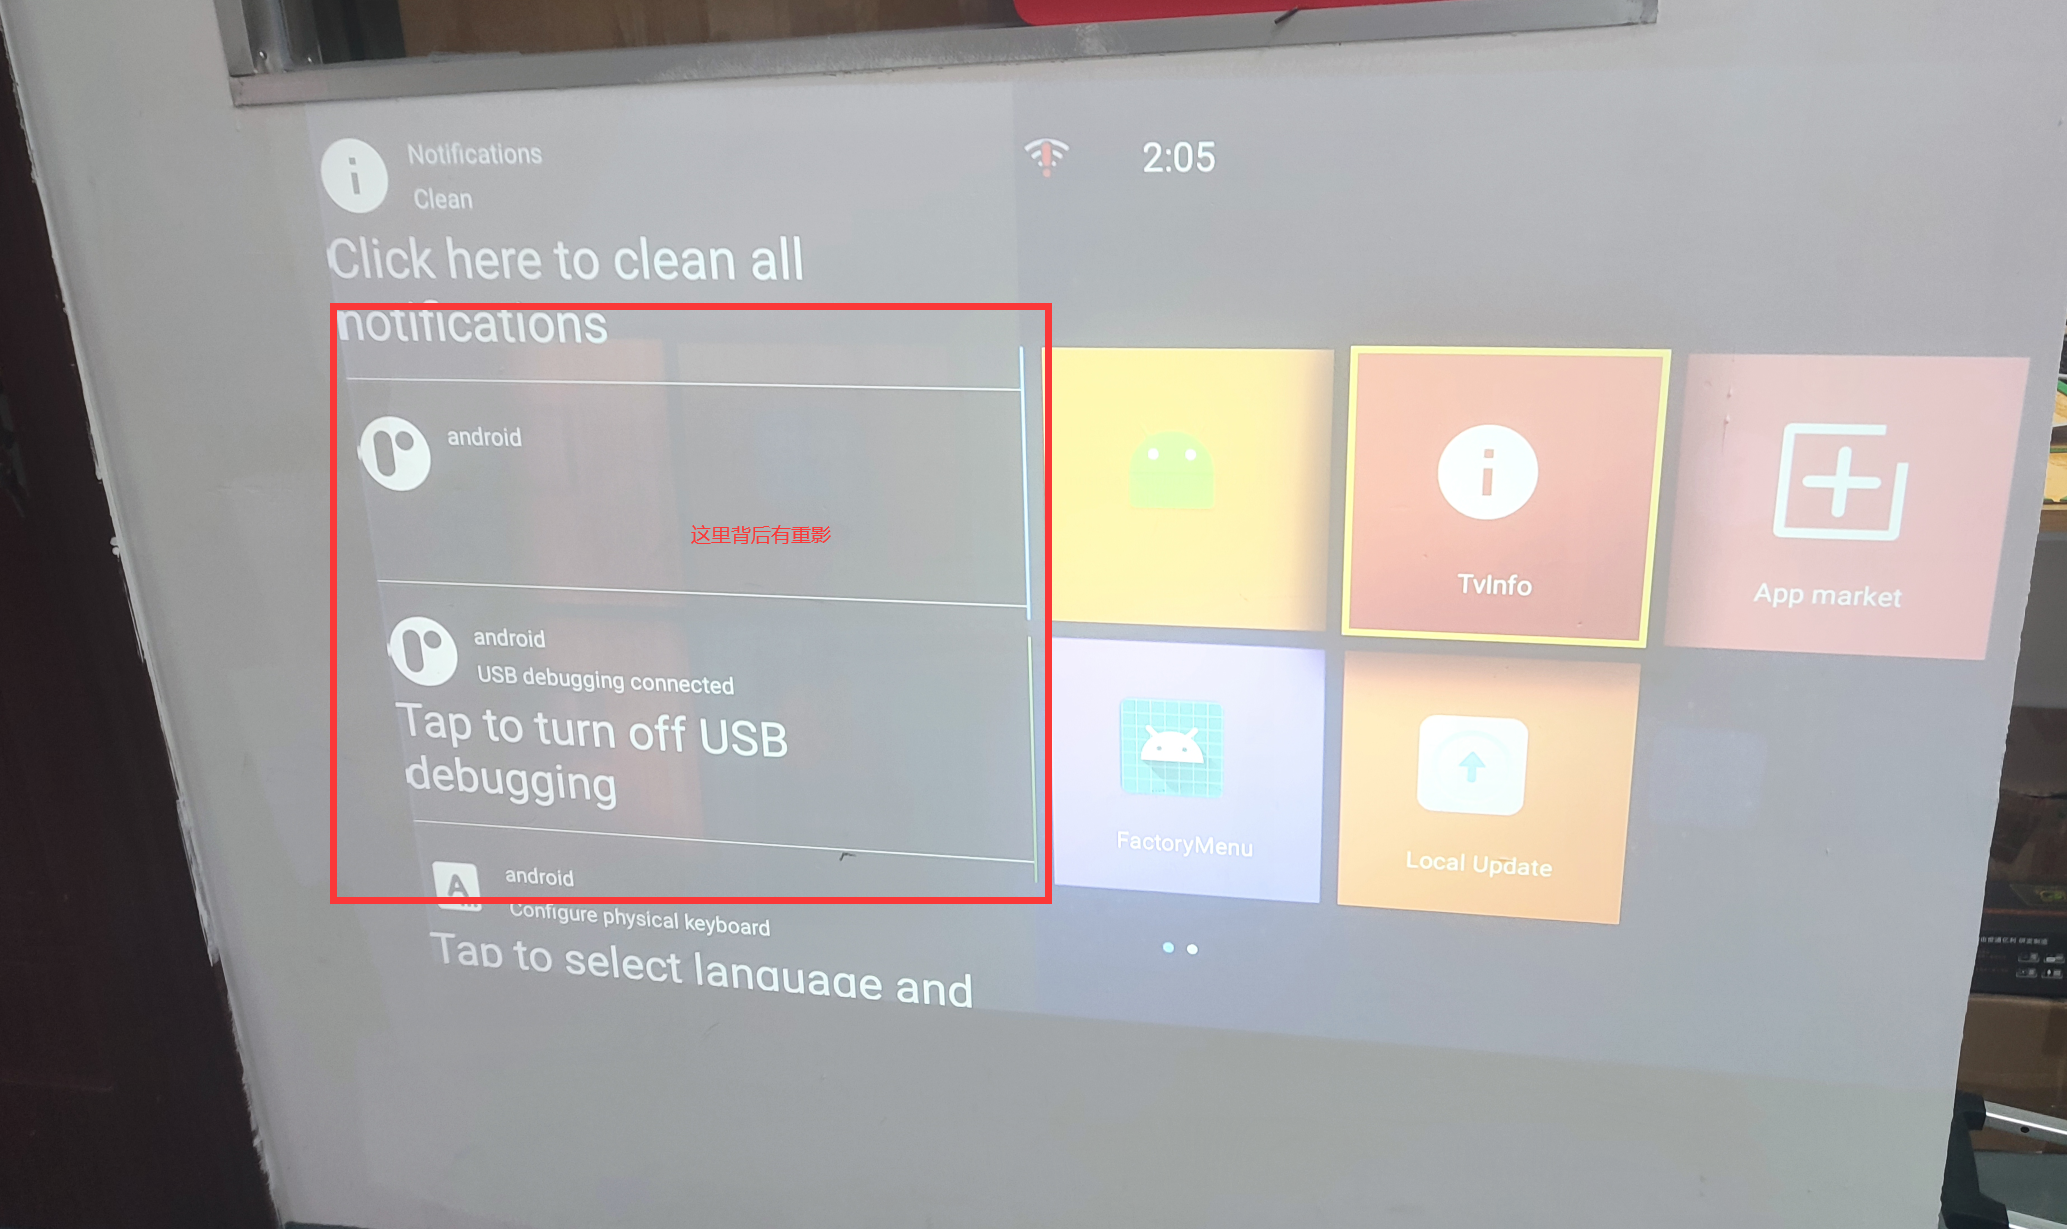 Notifications
Clean
Click here to clean all
notifications
android
这里背后有重影
android
USB debugging connected
Tap to turn off USB
debugging
A
android
Configure physical keyboard
Tap to select language and
2:05
TvInfo
App market
FactoryMenu
Local Update